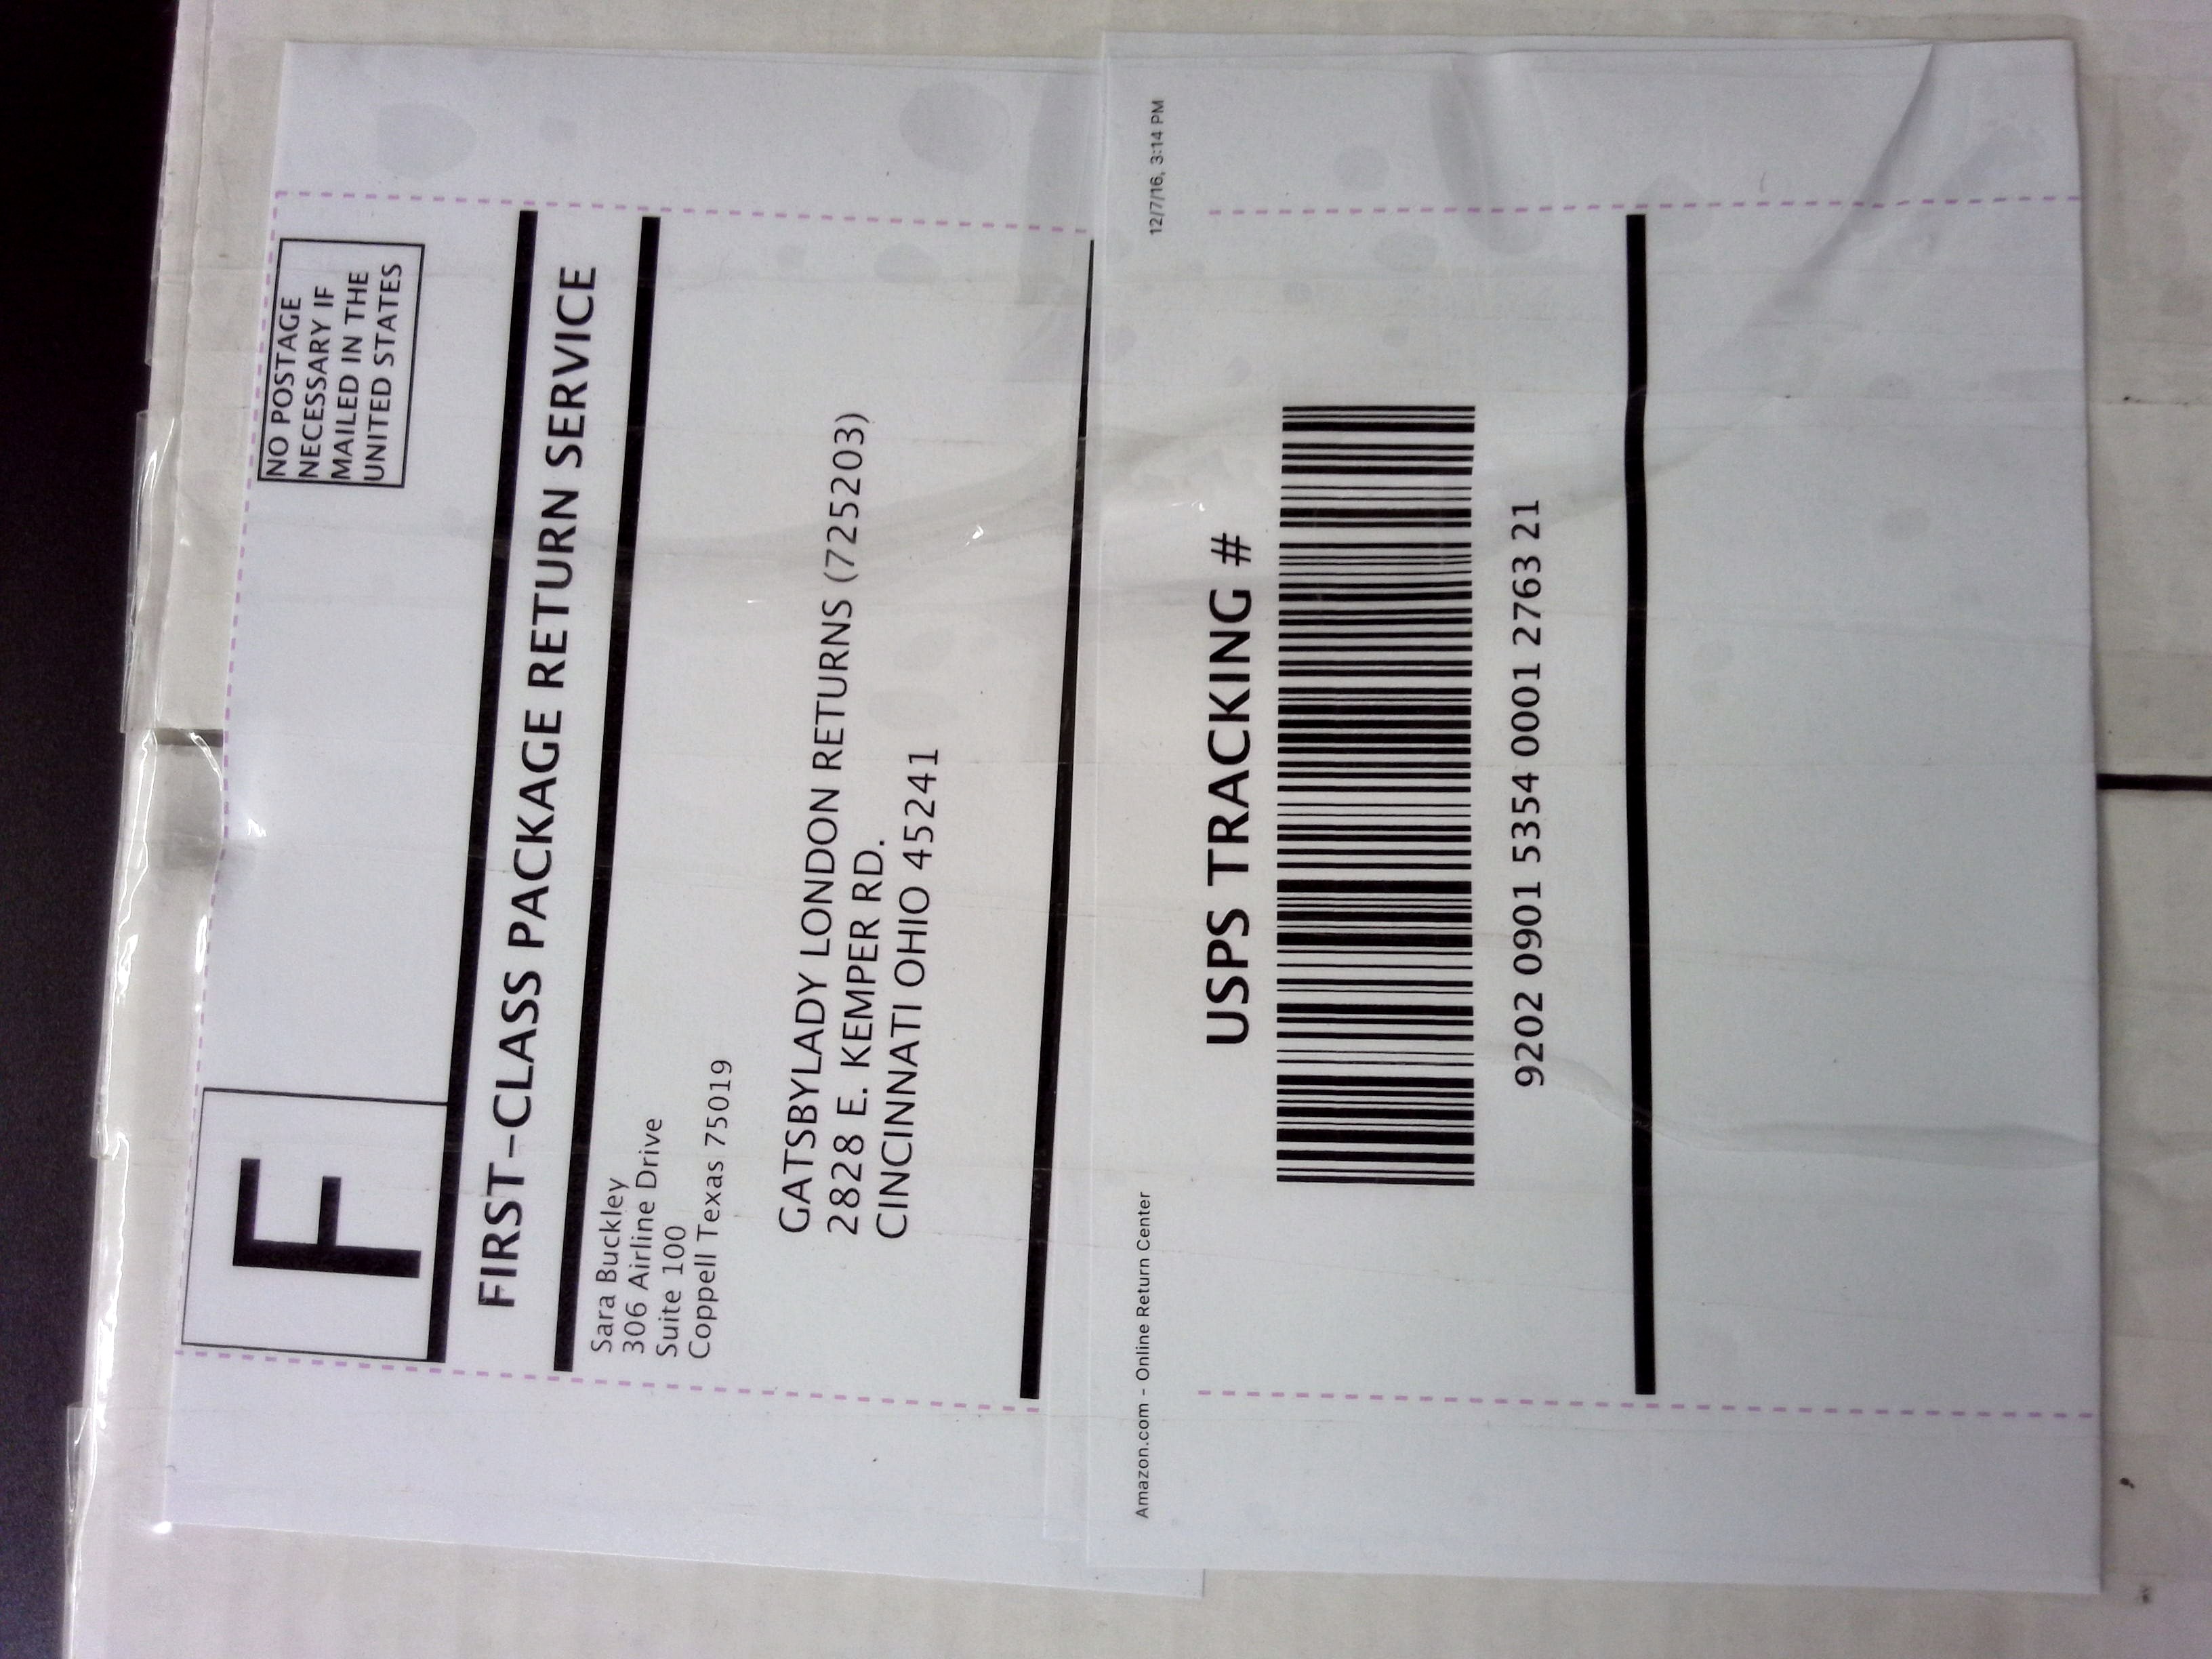 F
NO POSTAGE
NECESSARY IF
MAILED IN THE
UNITED STATES
FIRST-CLASS PACKAGE RETURN SERVICE
Sara Buckley
306 Airline Drive
Suite 100
Coppell Texas 75019
GATSBYLADY LONDON RETURNS (725203)
2828 E. KEMPER RD.
CINCINNATI OHIO 45241
Amazon.com - Online Return Center
12/7/16, 3:14 PM
USPS TRACKING #
9202 0901 5354 0001 2763 21